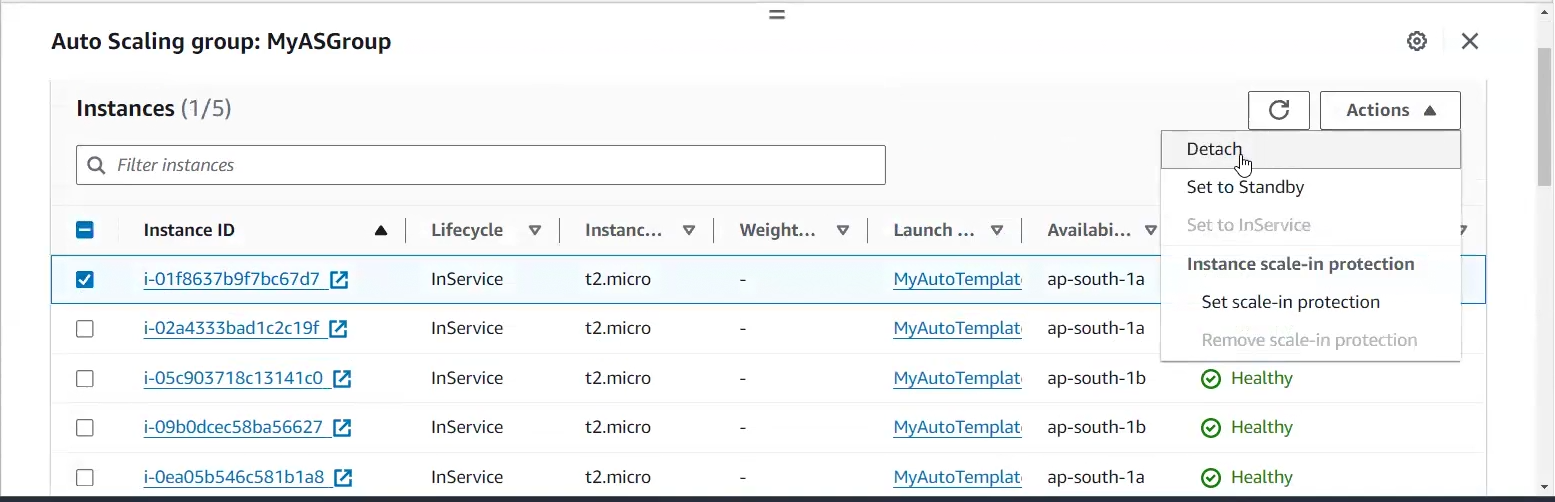 Auto Scaling group: MyASGroup
Instances (1/5)
Actions
Filter instances
Detach
Set to Standby
Set to InService
Instance scale-in protection
Set scale-in protection
Remove scale-in protection
Instance ID Lifecycle Instanc... Weight... Launch ... Availabi...
i-01f8637b9f7bc67d7 InService t2.micro - MyAutoTemplat ap-south-1a
i-02a4333bad1c2c19f InService t2.micro - MyAutoTemplat ap-south-1a
i-05c903718c13141c0 InService t2.micro - MyAutoTemplat ap-south-1b Healthy
i-09b0dcec58ba56627 InService t2.micro - MyAutoTemplat ap-south-1b Healthy
i-0ea05b546c581b1a8 InService t2.micro - MyAutoTemplat ap-south-1a Healthy